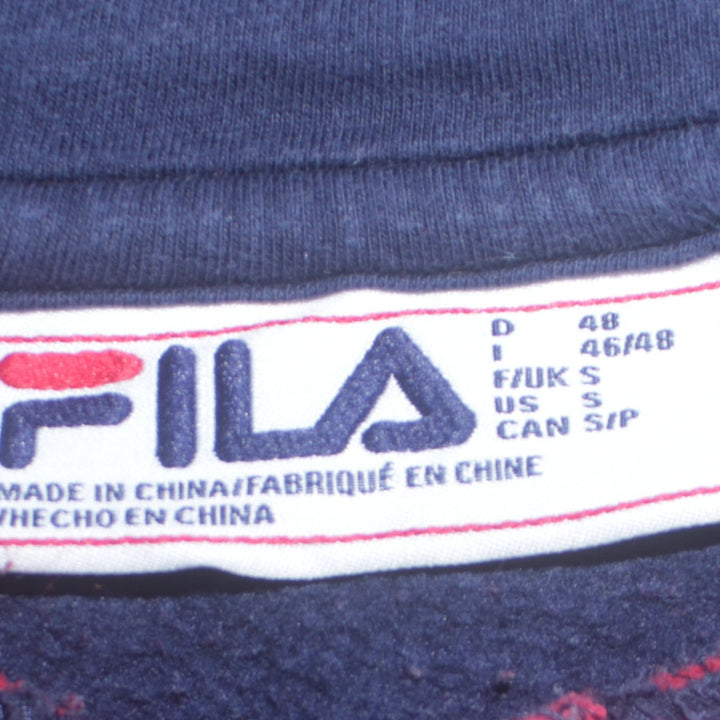 FILA
D 48
I 46/48
F/UK S
US S
CAN S/P
MADE IN CHINA/FABRIQUÉ EN CHINE
/HECHO EN CHINA